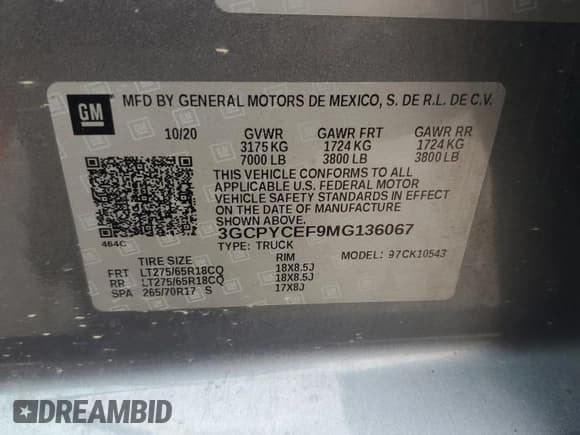 GM
MFD BY GENERAL MOTORS DE MEXICO, S. DE R.L. DE C.V.
10/20 GVWR GAWR FRT GAWR RR
3175 KG 1724 KG 1724 KG
7000 LB 3800 LB 3800 LB
THIS VEHICLE CONFORMS TO ALL
APPLICABLE U.S. FEDERAL MOTOR
VEHICLE SAFETY STANDARDS IN EFFECT
ON THE DATE OF MANUFACTURE
SHOWN ABOVE.
464C 3GCPYCEF9MG136067
TYPE: TRUCK
TIRE SIZE RIM MODEL: 97CK10543
FRT LT275/65R18CQ 18X8.5J
RR LT275/65R18CQ 18X8.5J
SPA 265/70R17 S 17X8J
DREAMBID